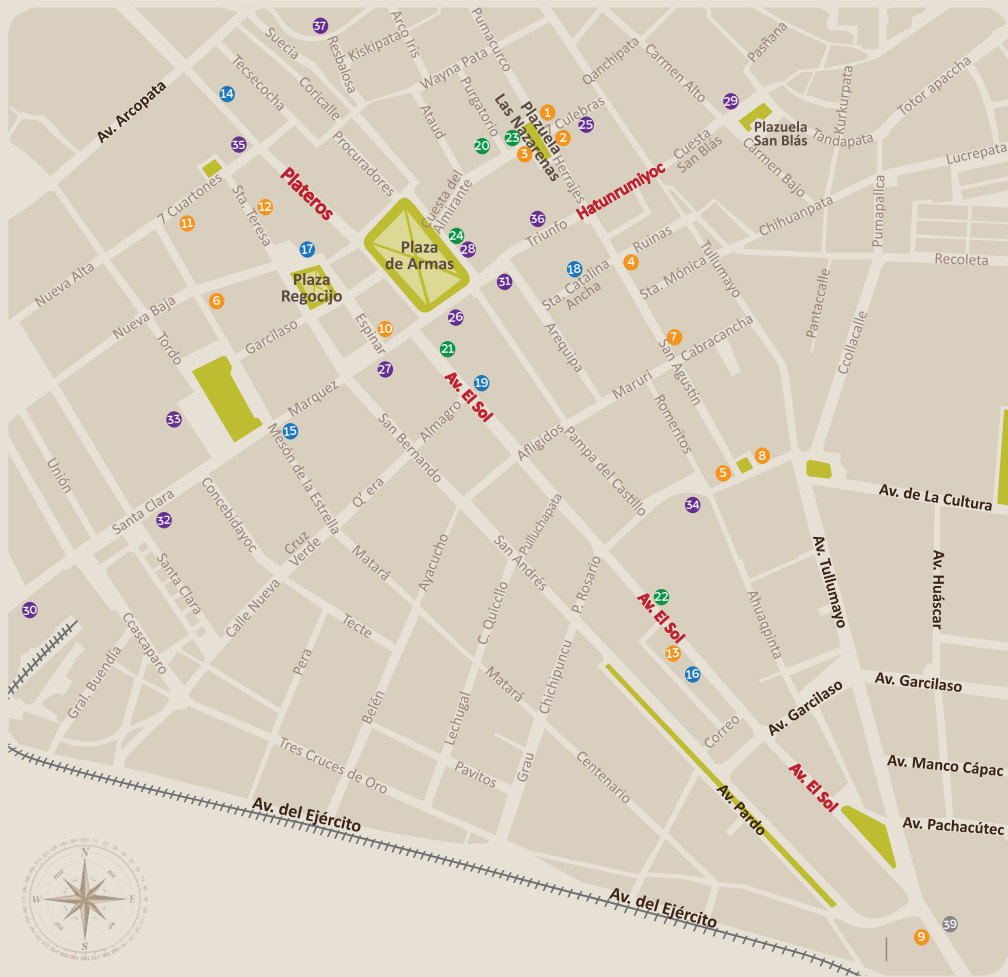 37
Suecia
Resbalosa
Kiskipata
Arco Iris
Pumacurco
Wayna Pata
Qanchipata
Carmen Alto
Pasñana
Kurkurpata
Totor apaccha
Av. Arcopata
14
Tecsecocha
Coricalle
Procuradores
Ataud
Purgatorio
Plazuela
Las Nazarenas
1
7 Culebras
2
25
20
23
3
29
Plazuela
San Blás
Tandapata
Lucrepata
Cuesta
San Blás
Carmen Bajo
35
Plateros
Herrajes
Hatunrumiyoc
7 Cuartones
Sta. Teresa
12
11
17
Cuesta del
Almirante
24
28
36
Triunfo
Chihuanpata
Pumapallca
Recoleta
Ruinas
4
Sta. Mónica
Tullumayo
Plaza
de Armas
Plaza
Regocijo
Nueva Alta
Nueva Baja
6
31
18
Sta. Catalina
Ancha
Pantaccalle
Ccollacalle
Tordo
Garcilaso
Espinar
10
26
21
27
Arequipa
7
San Agustín
Cabracancha
Maruri
Romeritos
Av. El Sol
19
33
Marquez
15
Mesón de la Estrella
San Bernando
Almagro
Afligidos
Pampa del Castillo
8
5
34
Unión
Santa Clara
32
Concebidayoc
Q' era
Cruz
Verde
Matará
Ayacucho
San Andrés
Pulluchapata
Av. de La Cultura
Av. Tullumayo
Av. Huáscar
Santa Clara
30
Calle Nueva
Ccascaparo
Tecte
C. Quiccllo
P. Rosario
22
Av. El Sol
13
16
Ahuaqpinta
Gral. Buendía
Pera
Belén
Lechugal
Matará
Chichipuncu
Av. Garcilaso
Av. Garcilaso
Correo
Tres Cruces de Oro
Pavitos
Grau
Centenario
Av. Manco Cápac
Av. El Sol
Av. Pardo
Av. Pachacútec
Av. del Ejército
Av. del Ejército
39
9
N
W
E
S